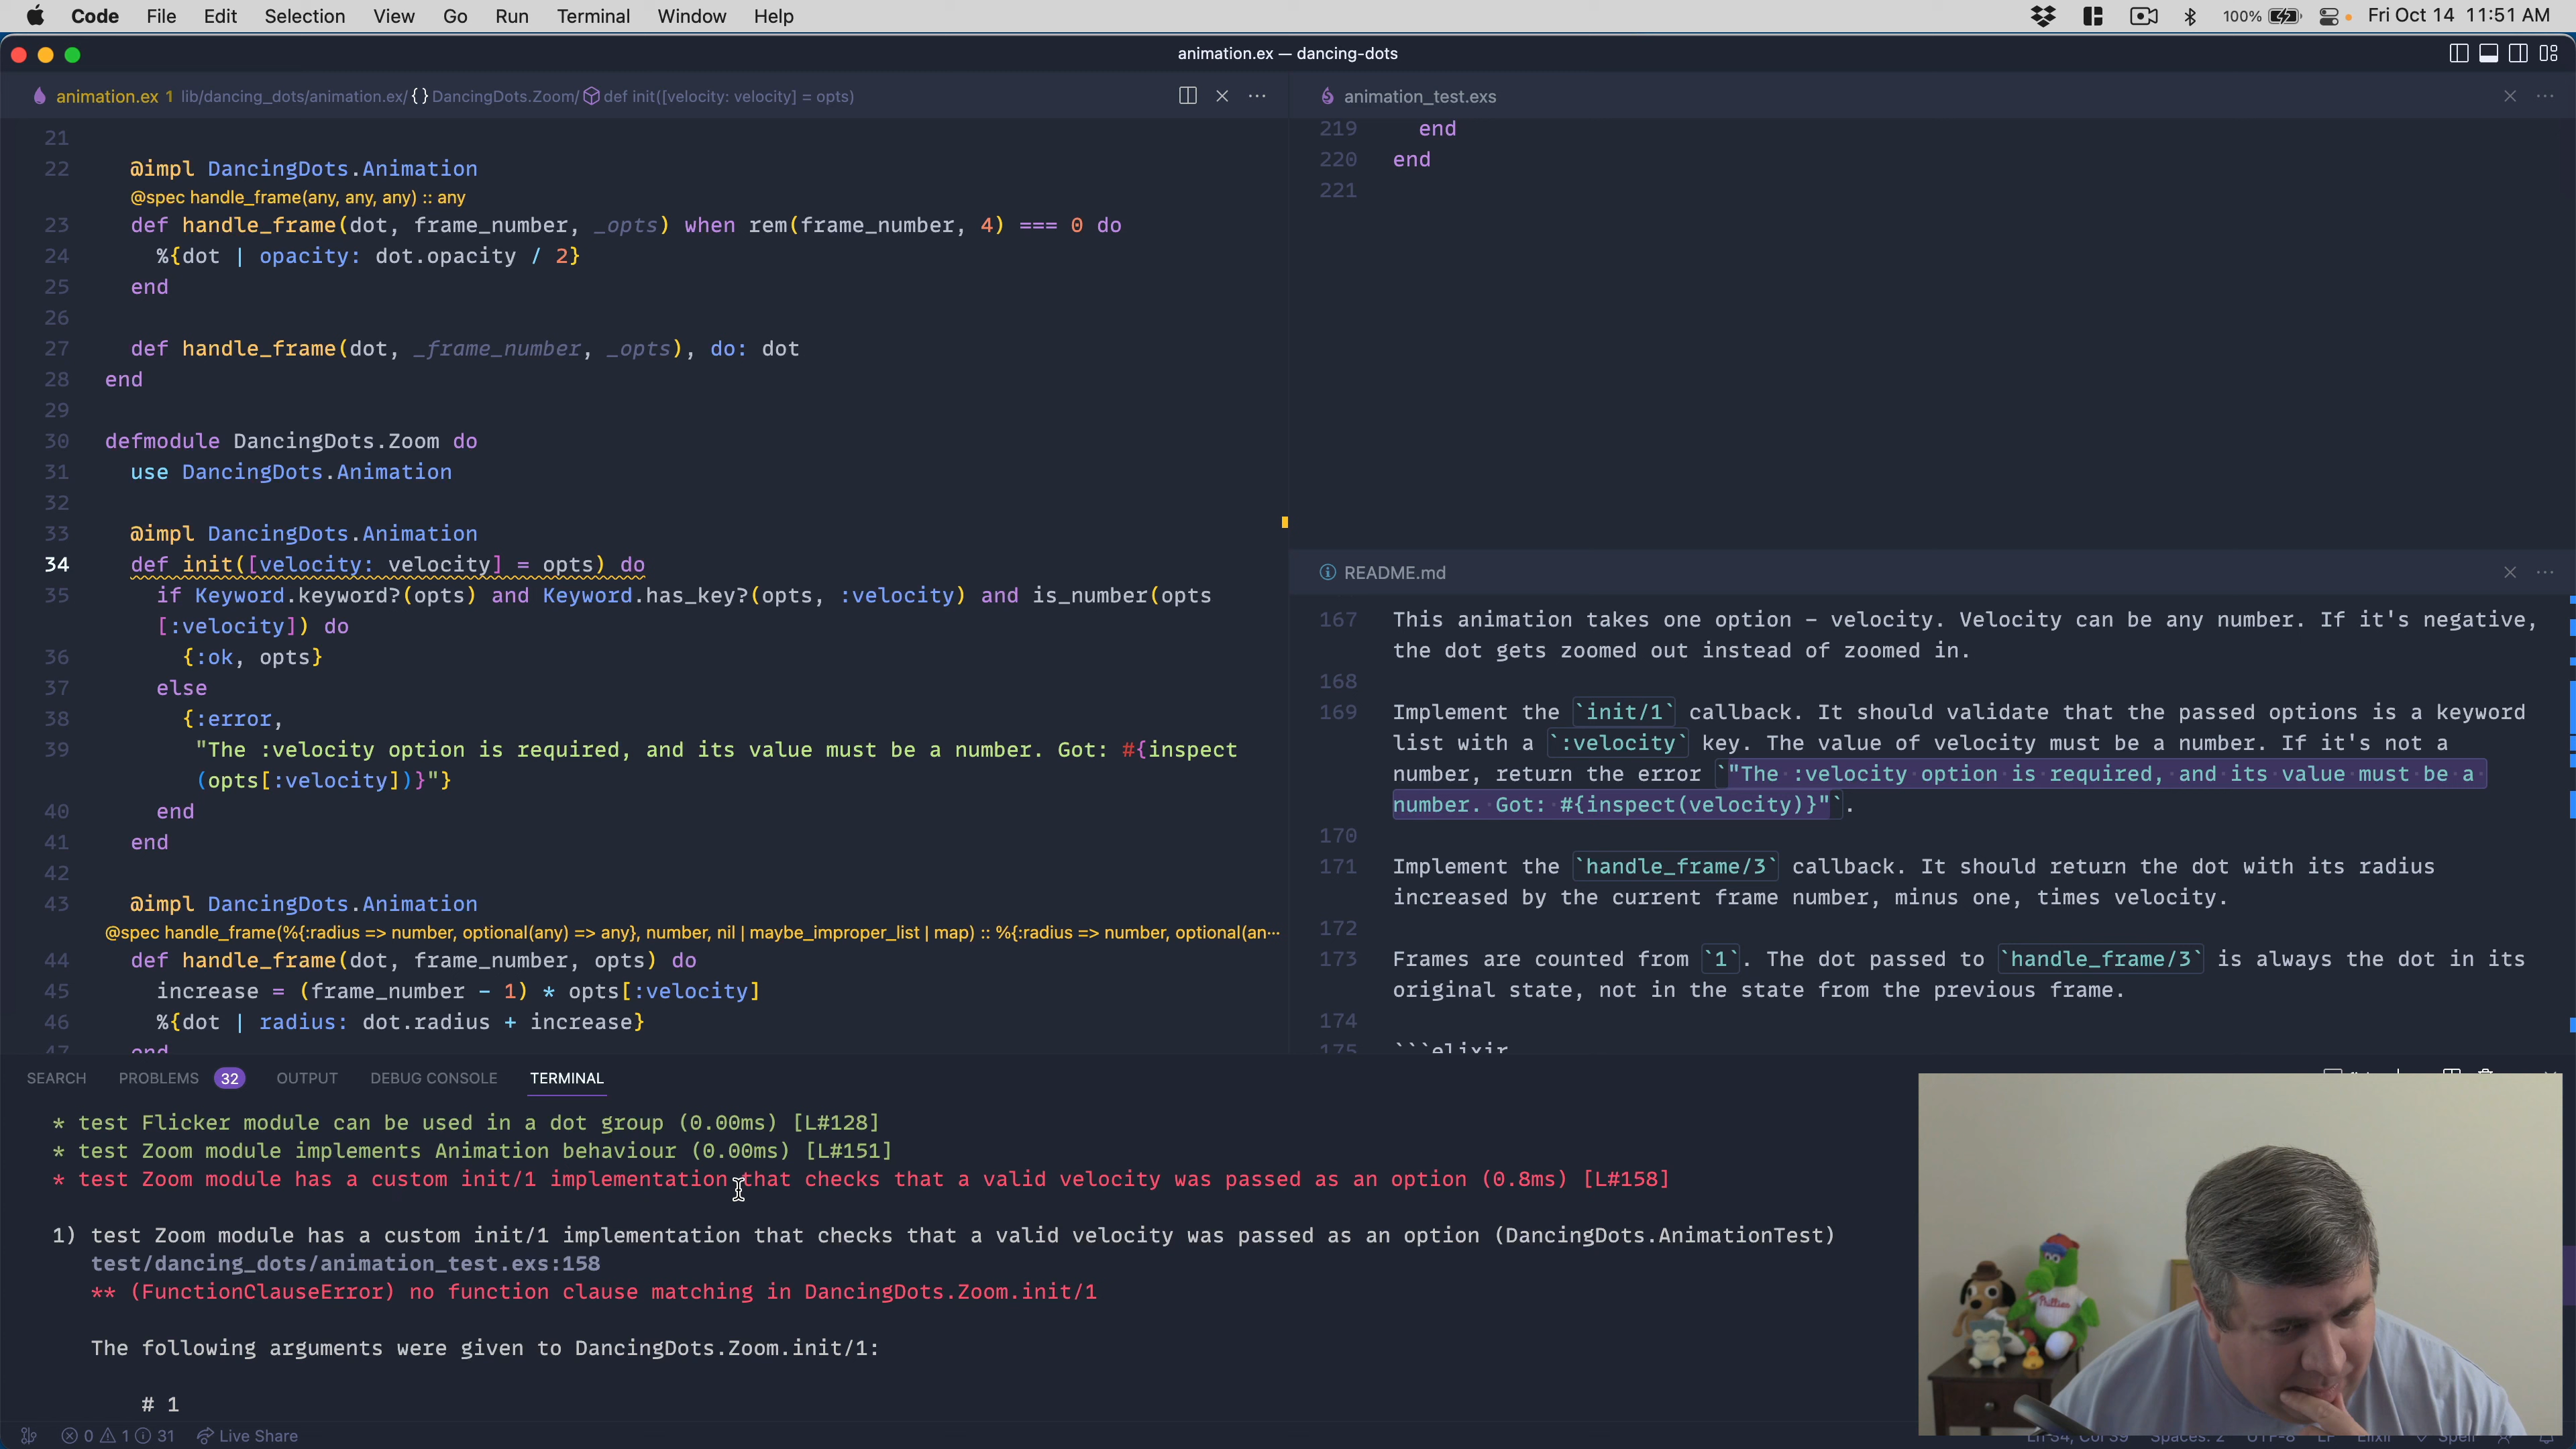 Code File Edit Selection View Go Run Terminal Window Help 100% Fri Oct 14 11:51 AM
animation.ex — dancing-dots
animation.ex 1 lib/dancing_dots/animation.ex/ {} DancingDots.Zoom/ def init([velocity: velocity] = opts)
21
22 @impl DancingDots.Animation
@spec handle_frame(any, any, any) :: any
23 def handle_frame(dot, frame_number, _opts) when rem(frame_number, 4) === 0 do
24 %{dot | opacity: dot.opacity / 2}
25 end
26
27 def handle_frame(dot, _frame_number, _opts), do: dot
28 end
29
30 defmodule DancingDots.Zoom do
31 use DancingDots.Animation
32
33 @impl DancingDots.Animation
34 def init([velocity: velocity] = opts) do
35 if Keyword.keyword?(opts) and Keyword.has_key?(opts, :velocity) and is_number(opts
[:velocity]) do
36 {:ok, opts}
37 else
38 {:error,
39 "The :velocity option is required, and its value must be a number. Got: #{inspect
(opts[:velocity])}"}
40 end
41 end
42
43 @impl DancingDots.Animation
@spec handle_frame(%{:radius => number, optional(any) => any}, number, nil | maybe_improper_list | map) :: %{:radius => number, optional(an…
44 def handle_frame(dot, frame_number, opts) do
45 increase = (frame_number - 1) * opts[:velocity]
46 %{dot | radius: dot.radius + increase}
47 end
animation_test.exs
219 end
220 end
221
README.md
167 This animation takes one option - velocity. Velocity can be any number. If it's negative,
the dot gets zoomed out instead of zoomed in.
168
169 Implement the `init/1` callback. It should validate that the passed options is a keyword
list with a `:velocity` key. The value of velocity must be a number. If it's not a
number, return the error `"The :velocity option is required, and its value must be a
number. Got: #{inspect(velocity)}"`.
170
171 Implement the `handle_frame/3` callback. It should return the dot with its radius
increased by the current frame number, minus one, times velocity.
172
173 Frames are counted from `1`. The dot passed to `handle_frame/3` is always the dot in its
original state, not in the state from the previous frame.
174
175 ```elixir
SEARCH PROBLEMS 32 OUTPUT DEBUG CONSOLE TERMINAL
* test Flicker module can be used in a dot group (0.00ms) [L#128]
* test Zoom module implements Animation behaviour (0.00ms) [L#151]
* test Zoom module has a custom init/1 implementation that checks that a valid velocity was passed as an option (0.8ms) [L#158]
1) test Zoom module has a custom init/1 implementation that checks that a valid velocity was passed as an option (DancingDots.AnimationTest)
test/dancing_dots/animation_test.exs:158
** (FunctionClauseError) no function clause matching in DancingDots.Zoom.init/1
The following arguments were given to DancingDots.Zoom.init/1:
# 1
Phillies
0 1 31 Live Share Ln 34, Col 39 Spaces: 2 UTF-8 LF Elixir Spell